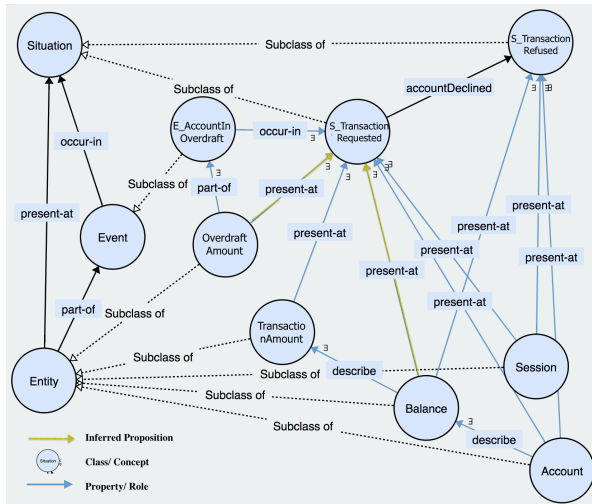 Situation
Subclass of
S_Transaction
Refused
Subclass of
accountDeclined
E_AccountIn
Overdraft
occur-in
S_Transaction
Requested
occur-in
Subclass of
part-of
present-at
present-at
Event
Overdraft
Amount
present-at
present-at
present-at
part-of
present-at
present-at
Subclass of
Transactio
nAmount
Subclass of
Entity
Subclass of
describe
Session
Subclass of
Balance
Subclass of
describe
Inferred Proposition
Situation
Class/ Concept
Property/ Role
Account